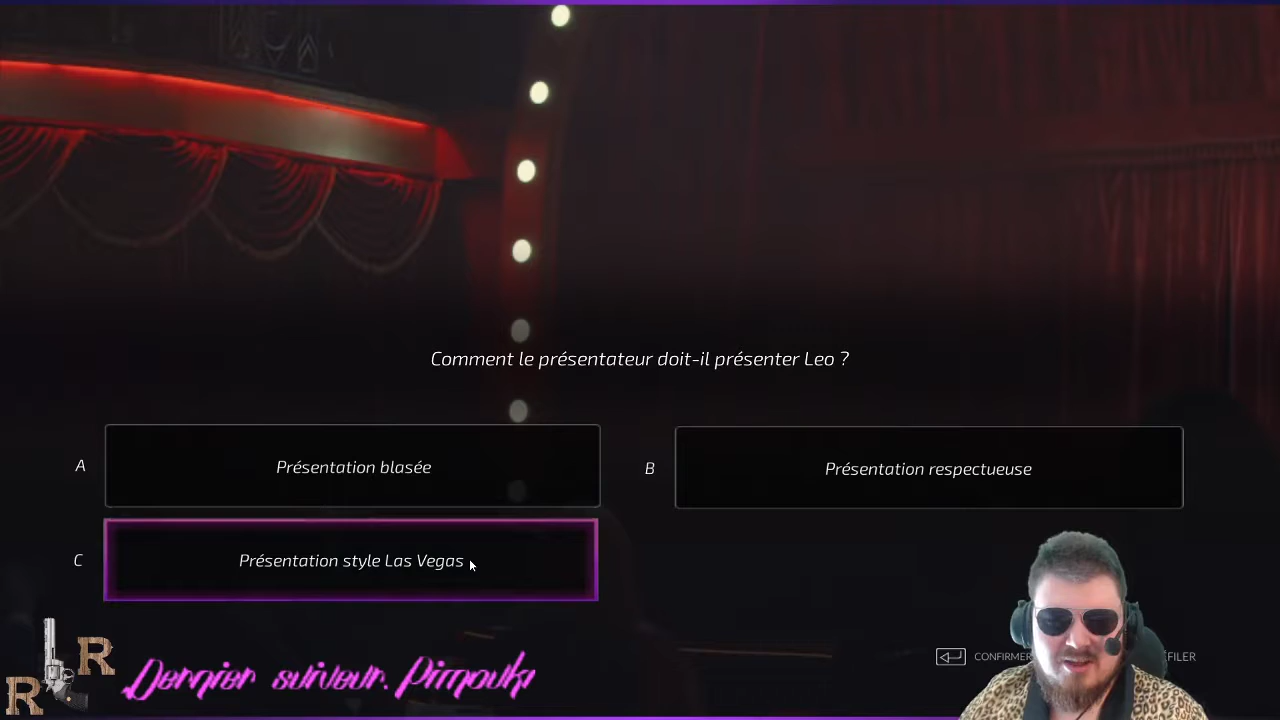 Comment le présentateur doit-il présenter Leo ?
A
Présentation blasée
B
Présentation respectueuse
C
Présentation style Las Vegas
R
R
Dernier suiveur. Pimouki
CONFIRMER
FILER